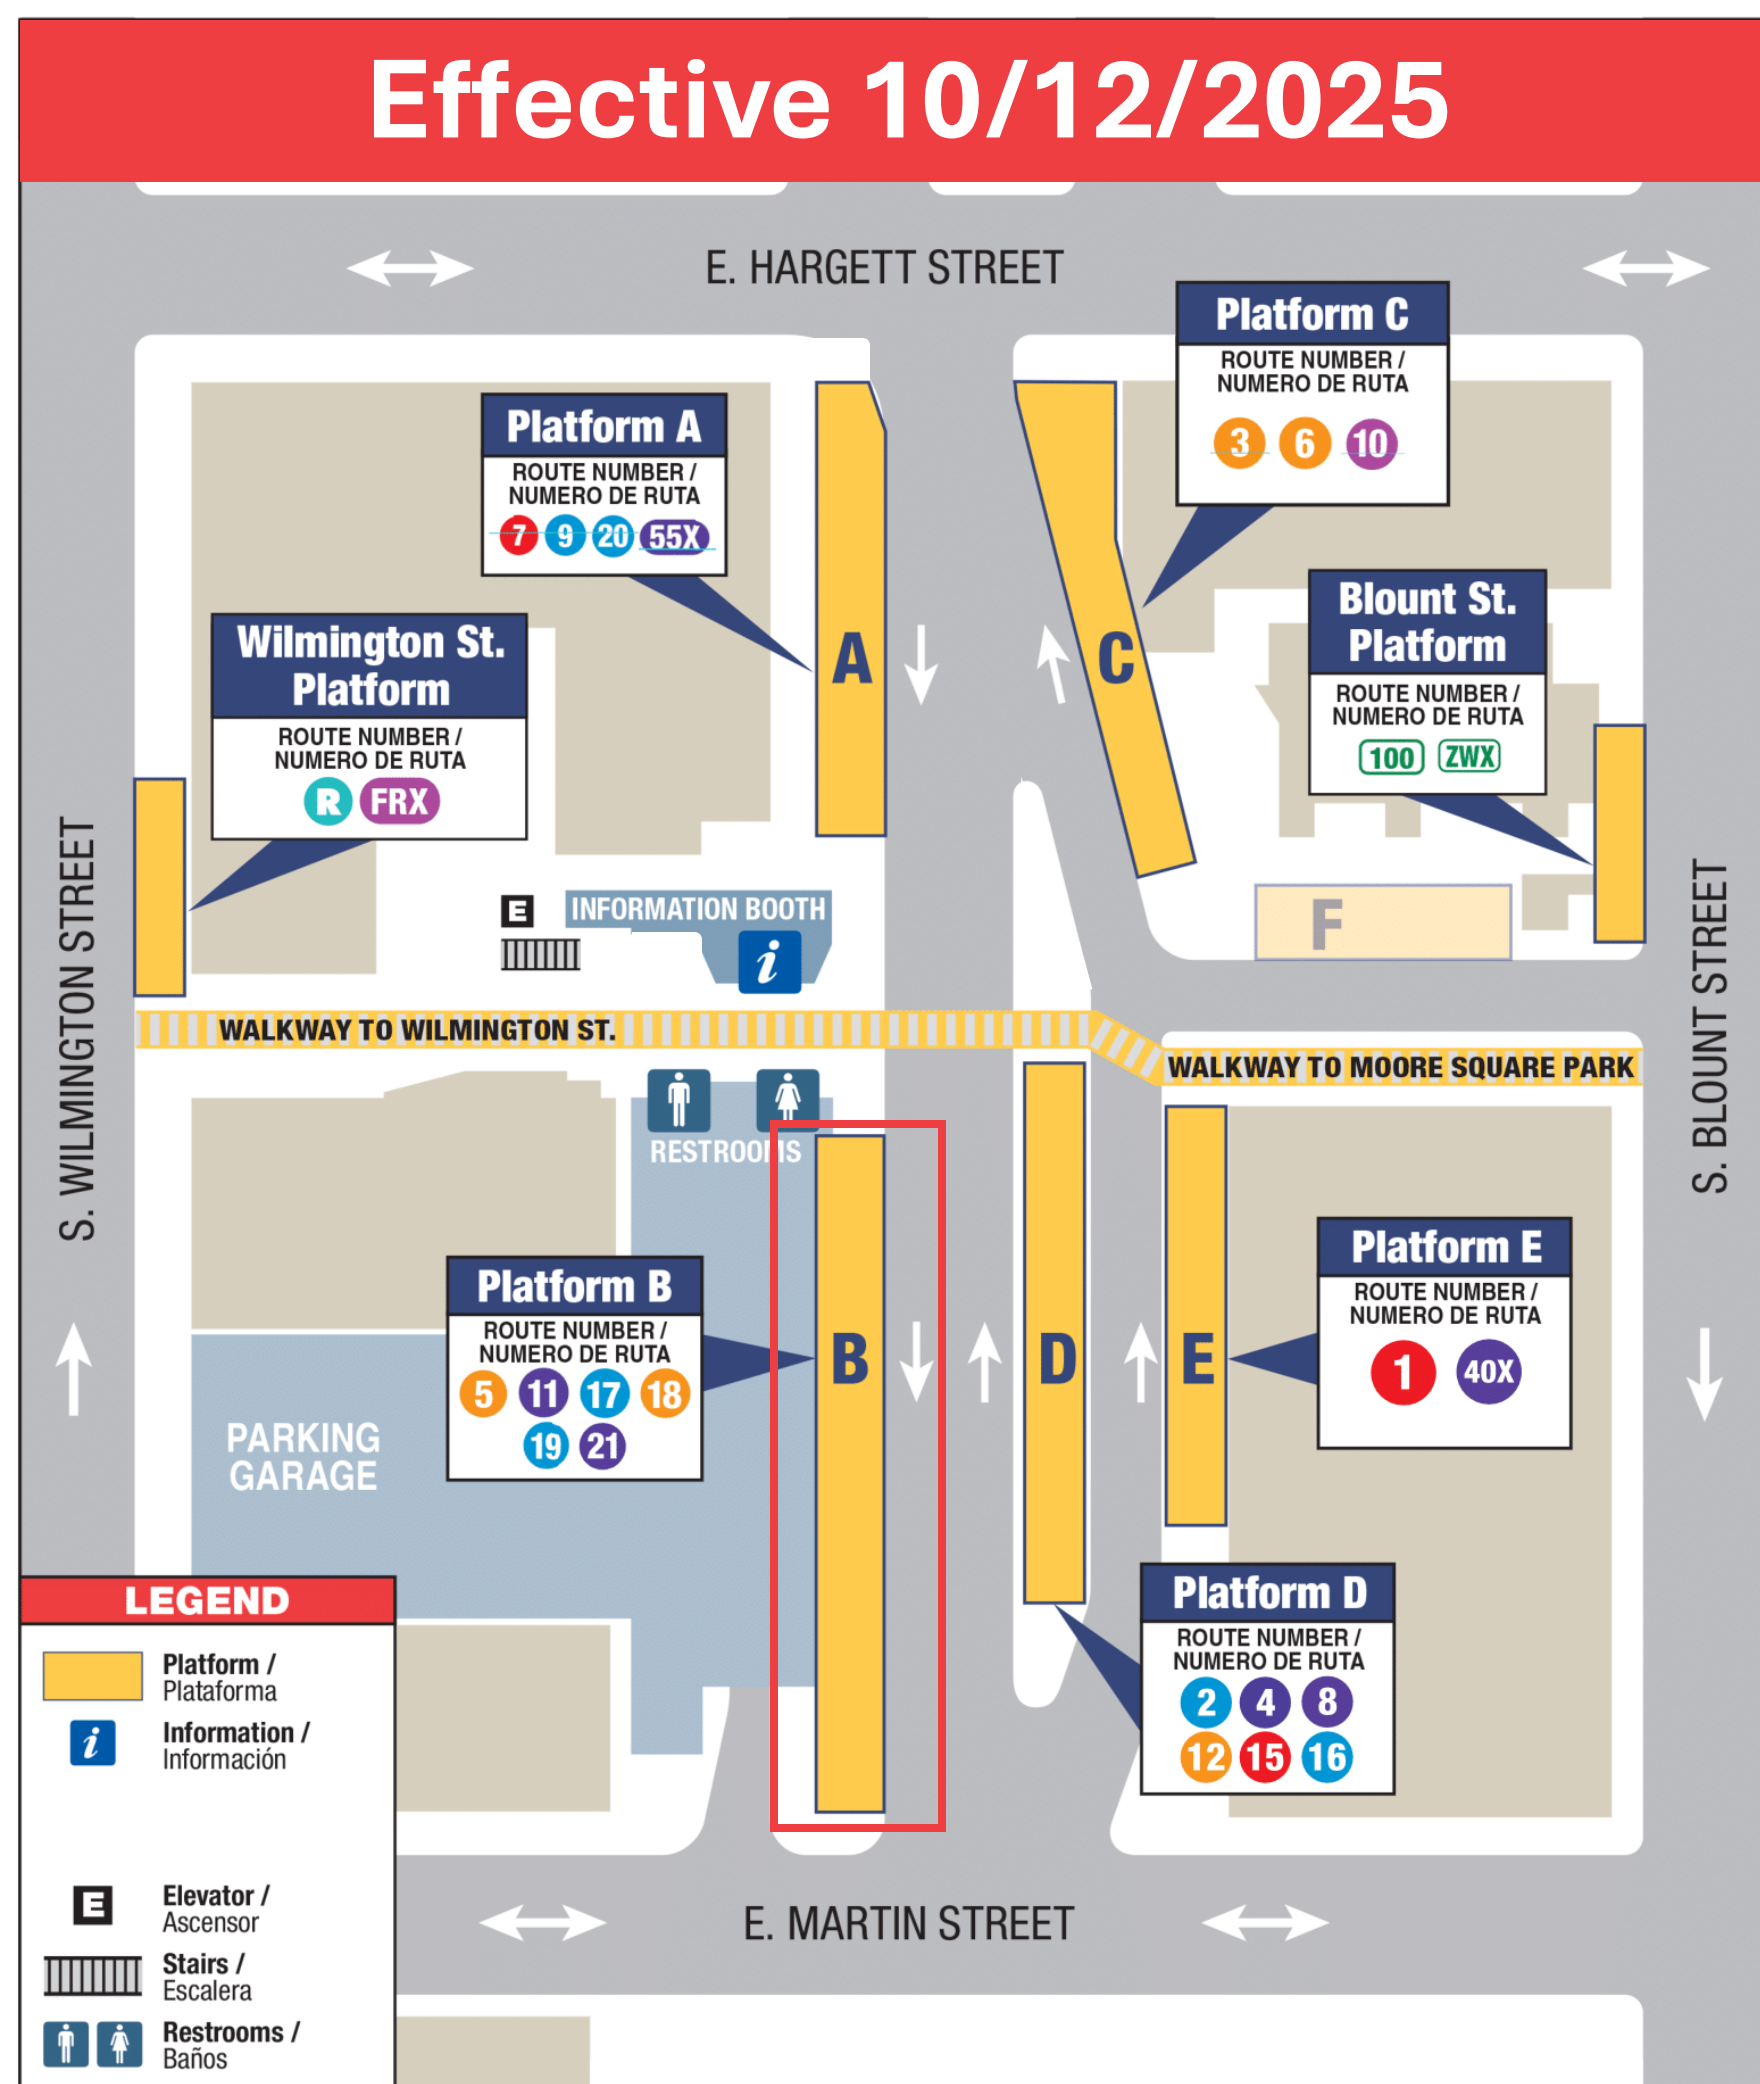 Effective 10/12/2025
E. HARGETT STREET
Platform C
ROUTE NUMBER /
NUMERO DE RUTA
3 6 10
Platform A
ROUTE NUMBER /
NUMERO DE RUTA
7 9 20 55X
Blount St.
Platform
ROUTE NUMBER /
NUMERO DE RUTA
100 ZWX
Wilmington St.
Platform
ROUTE NUMBER /
NUMERO DE RUTA
R FRX
A
C
S. WILMINGTON STREET
S. BLOUNT STREET
E
INFORMATION BOOTH
i
F
WALKWAY TO WILMINGTON ST.
WALKWAY TO MOORE SQUARE PARK
RESTROOMS
Platform B
ROUTE NUMBER /
NUMERO DE RUTA
5 11 17 18
19 21
B
D
E
Platform E
ROUTE NUMBER /
NUMERO DE RUTA
1 40X
PARKING
GARAGE
Platform D
ROUTE NUMBER /
NUMERO DE RUTA
2 4 8
12 15 16
E. MARTIN STREET
LEGEND
Platform /
Plataforma
i
Information /
Información
E
Elevator /
Ascensor
Stairs /
Escalera
Restrooms /
Baños